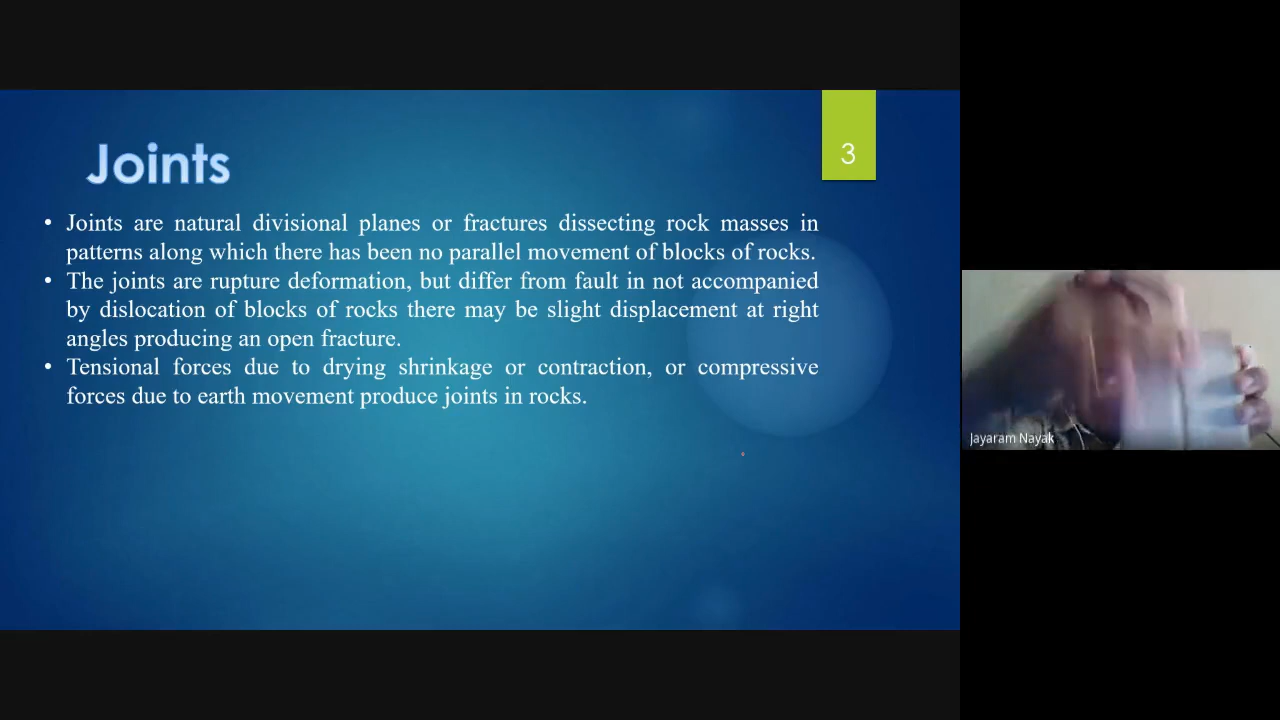 Joints
3
• Joints are natural divisional planes or fractures dissecting rock masses in
patterns along which there has been no parallel movement of blocks of rocks.
• The joints are rupture deformation, but differ from fault in not accompanied
by dislocation of blocks of rocks there may be slight displacement at right
angles producing an open fracture.
• Tensional forces due to drying shrinkage or contraction, or compressive
forces due to earth movement produce joints in rocks.
Jayaram Nayak